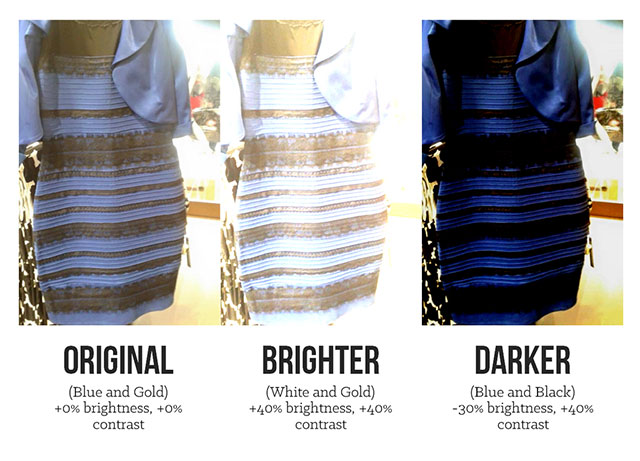 ORIGINAL
(Blue and Gold)
+0% brightness, +0%
contrast
BRIGHTER
(White and Gold)
+40% brightness, +40%
contrast
DARKER
(Blue and Black)
-30% brightness, +40%
contrast